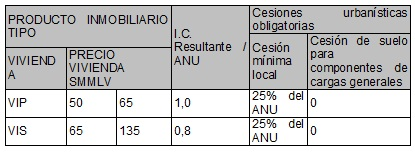 PRODUCTO INMOBILIARIO
TIPO
I.C.
Resultante /
ANU
Cesiones urbanísticas
obligatorias
VIVIEND
A
PRECIO
VIVIENDA
SMMLV
Cesión
mínima
local
Cesión de suelo
para
componentes de
cargas generales
VIP 50 65 1,0 25% del
ANU 0
VIS 65 135 0,8 25% del
ANU 0